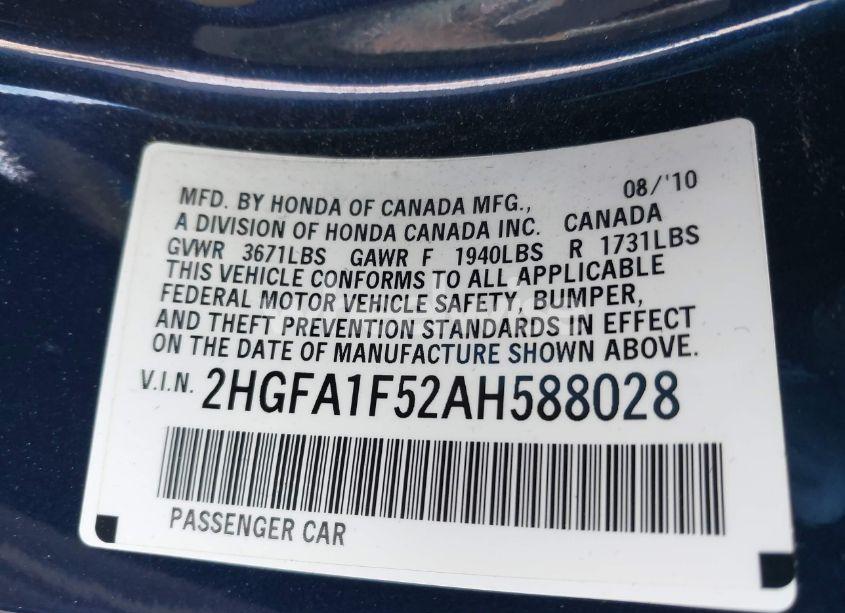 MFD. BY HONDA OF CANADA MFG., 08/'10
A DIVISION OF HONDA CANADA INC. CANADA
GVWR 3671LBS GAWR F 1940LBS R 1731LBS
THIS VEHICLE CONFORMS TO ALL APPLICABLE
FEDERAL MOTOR VEHICLE SAFETY, BUMPER,
AND THEFT PREVENTION STANDARDS IN EFFECT
ON THE DATE OF MANUFACTURE SHOWN ABOVE.
V.I.N. 2HGFA1F52AH588028
PASSENGER CAR